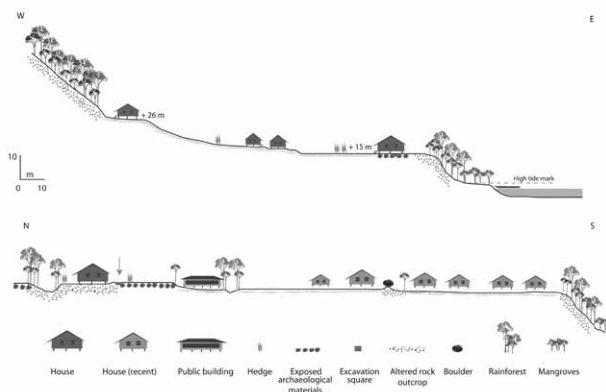 W
E
+ 26 m
+ 15 m
10
m
0 10
High tide mark
N
S
House
House (recent)
Public building
Hedge
Exposed
archaeological
materials
Excavation
square
Altered rock
outcrop
Boulder
Rainforest
Mangroves